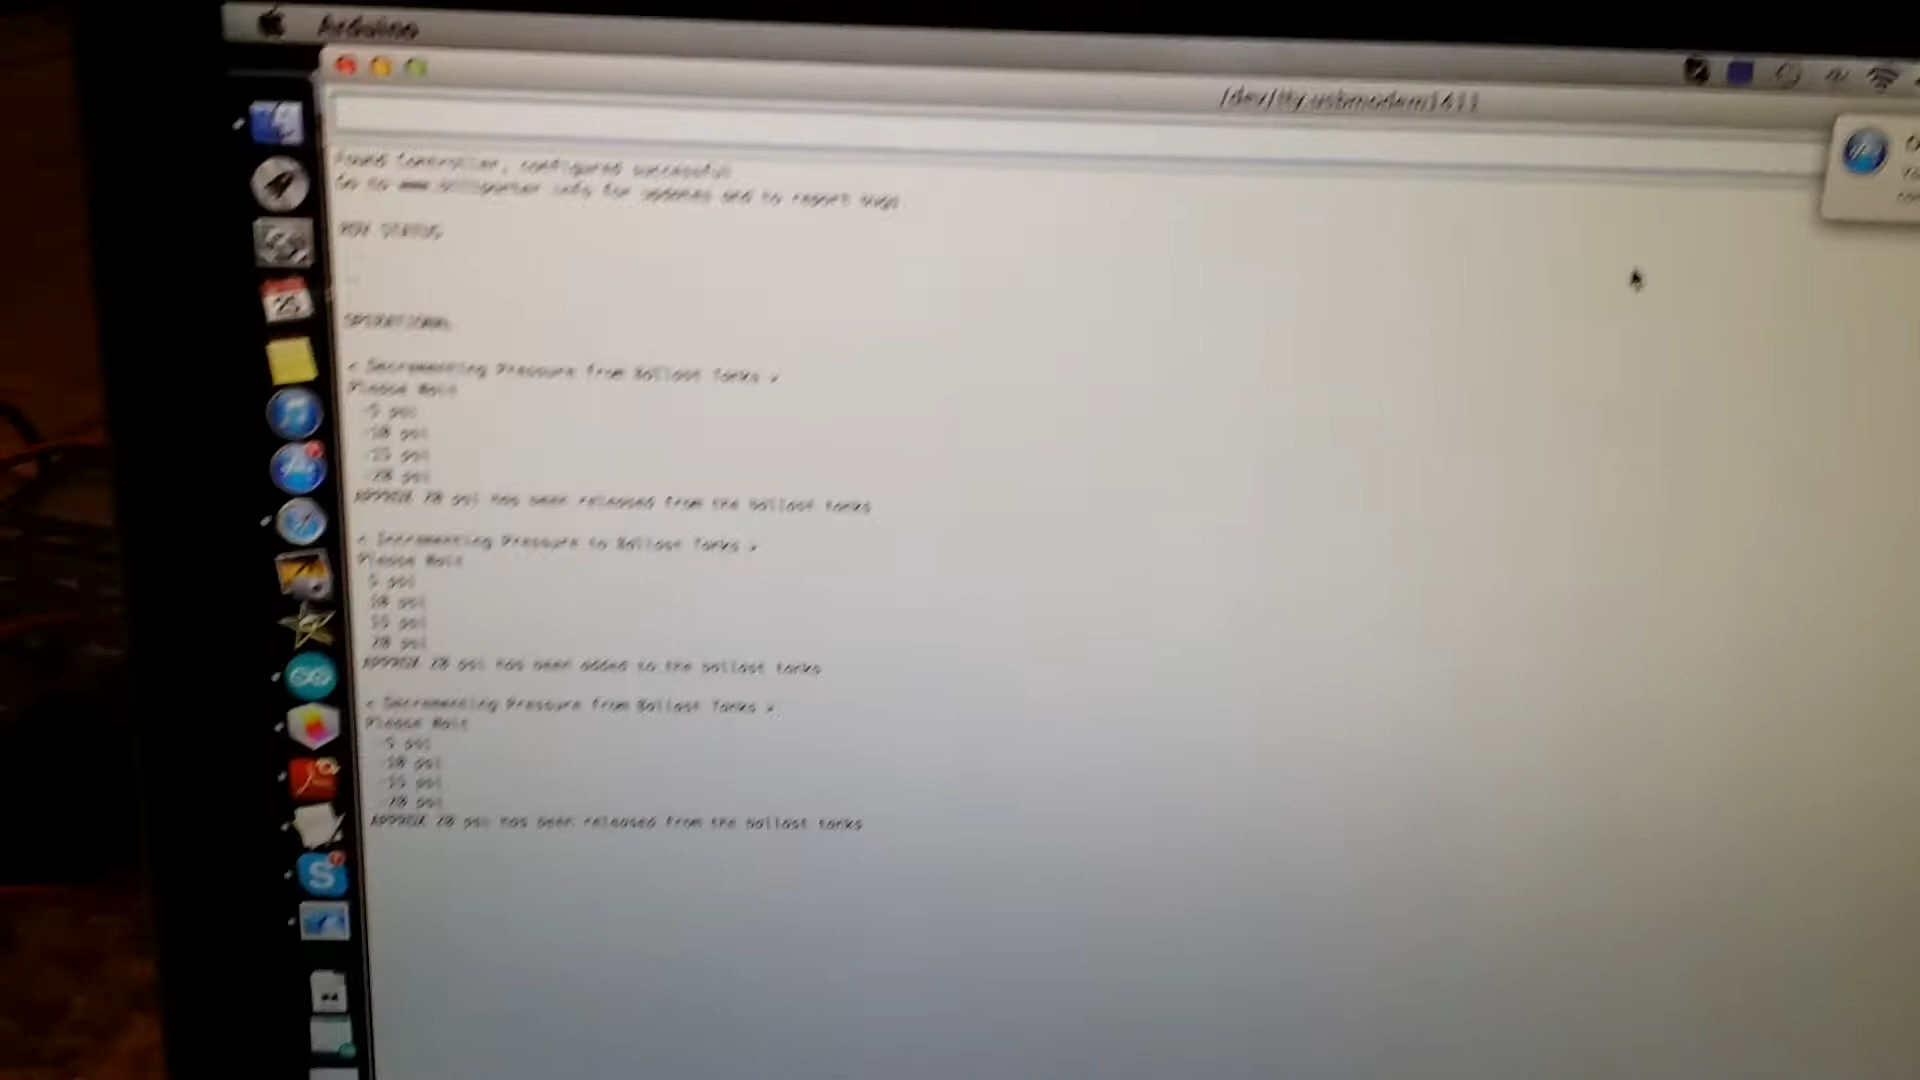 Arduino
/dev/tty.usbmodem1411
Found Controller, configured successful
Go to www.billporter.info for updates and to report bugs.
ROV STATUS
.
.
.
OPERATIONAL
< Decrementing Pressure from Ballast Tanks >
Please Wait
-5 psi
-10 psi
-15 psi
-20 psi
APPROX 20 psi has been released from the ballast tanks
< Incrementing Pressure to Ballast Tanks >
Please Wait
5 psi
10 psi
15 psi
20 psi
APPROX 20 psi has been added to the ballast tanks
< Decrementing Pressure from Ballast Tanks >
Please Wait
-5 psi
-10 psi
-15 psi
-20 psi
APPROX 20 psi has been released from the ballast tanks
25
S